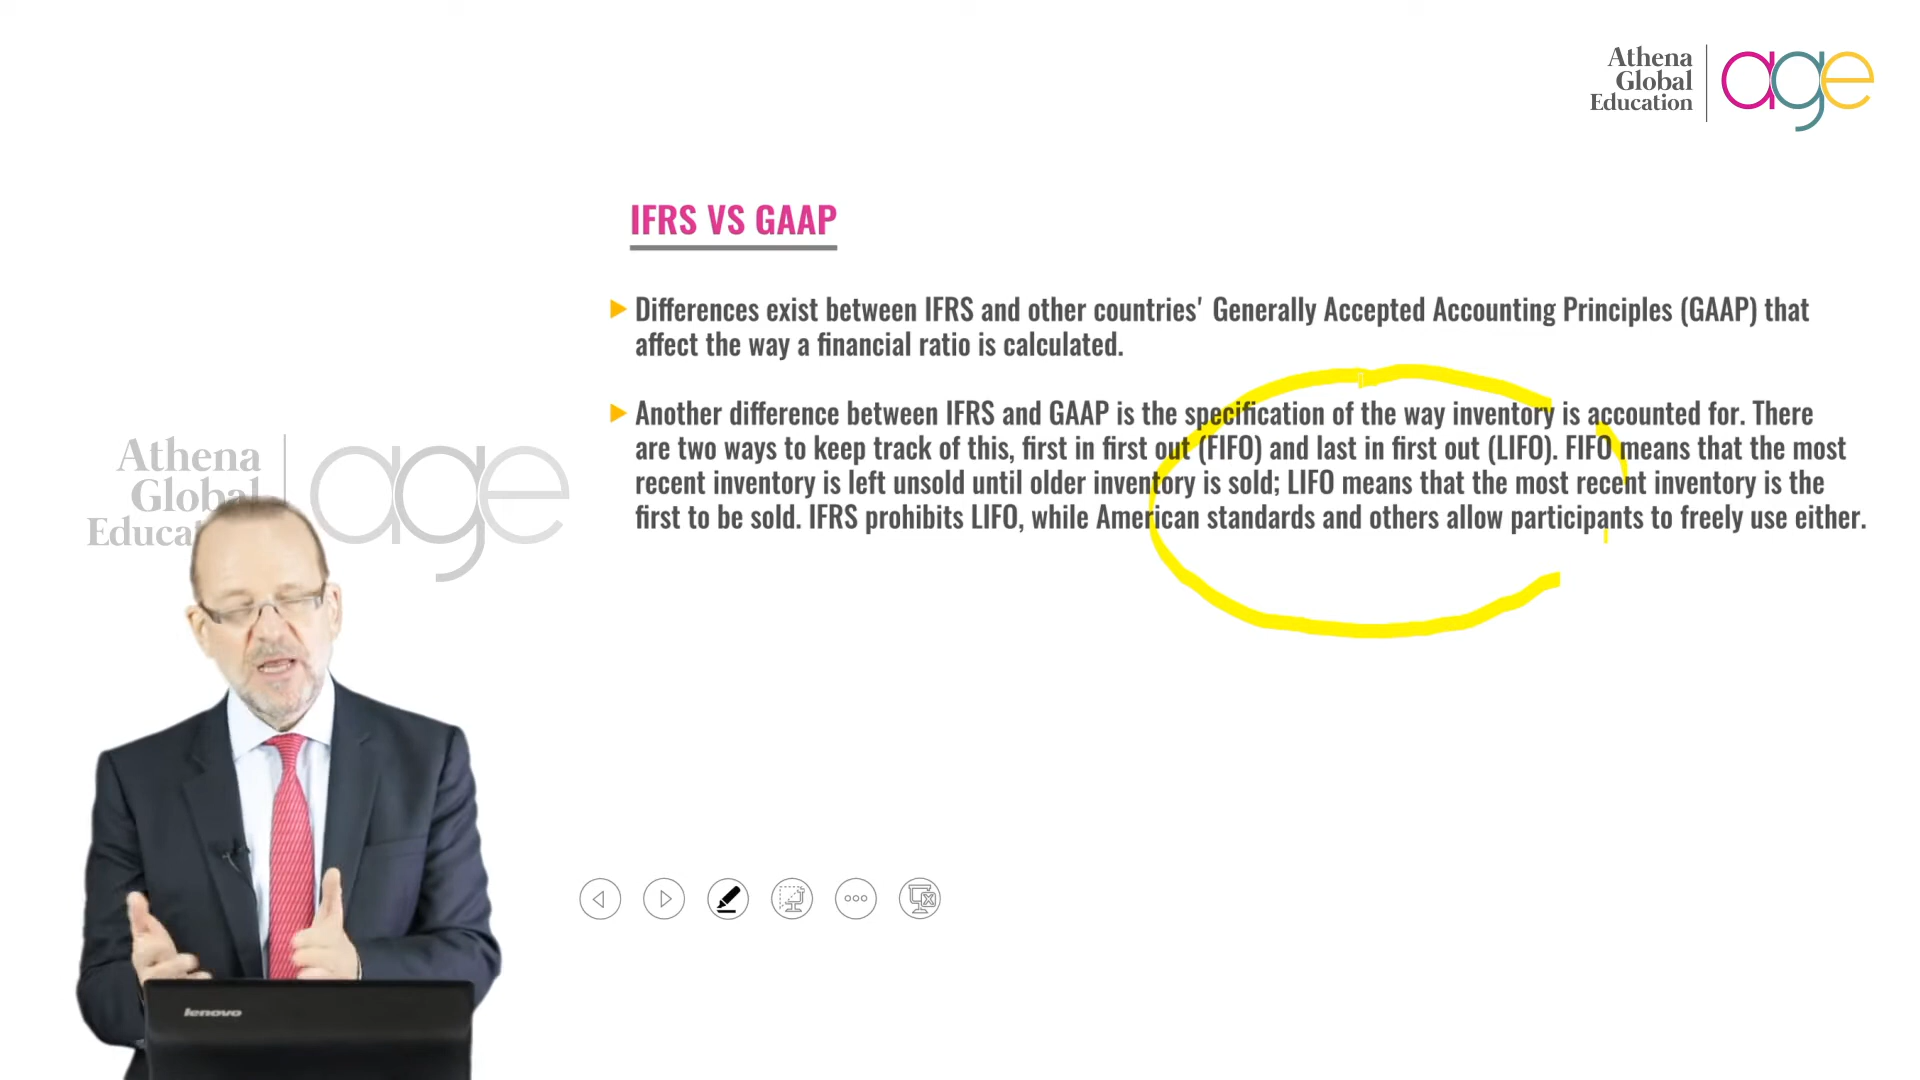 Athena
Global
Education
age
IFRS VS GAAP
Differences exist between IFRS and other countries' Generally Accepted Accounting Principles (GAAP) that
affect the way a financial ratio is calculated.
Another difference between IFRS and GAAP is the specification of the way inventory is accounted for. There
are two ways to keep track of this, first in first out (FIFO) and last in first out (LIFO). FIFO means that the most
recent inventory is left unsold until older inventory is sold; LIFO means that the most recent inventory is the
first to be sold. IFRS prohibits LIFO, while American standards and others allow participants to freely use either.
Athena
Global
Educa
age
lenovo